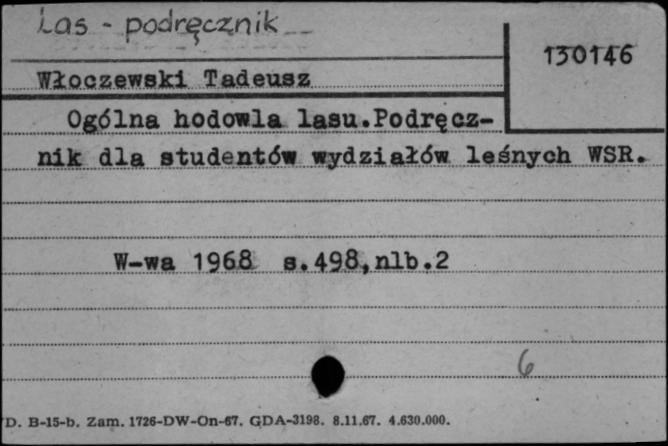 Las - podręcznik
130146
Włoczewski Tadeusz
Ogólna hodowla lasu.Podręcz-
nik dla studentów wydziałów leśnych WSR.
W-wa 1968 s.498,nlb.2
6
D. B-15-b. Zam. 1726-DW-On-67. GDA-3198. 8.11.67. 4.630.000.